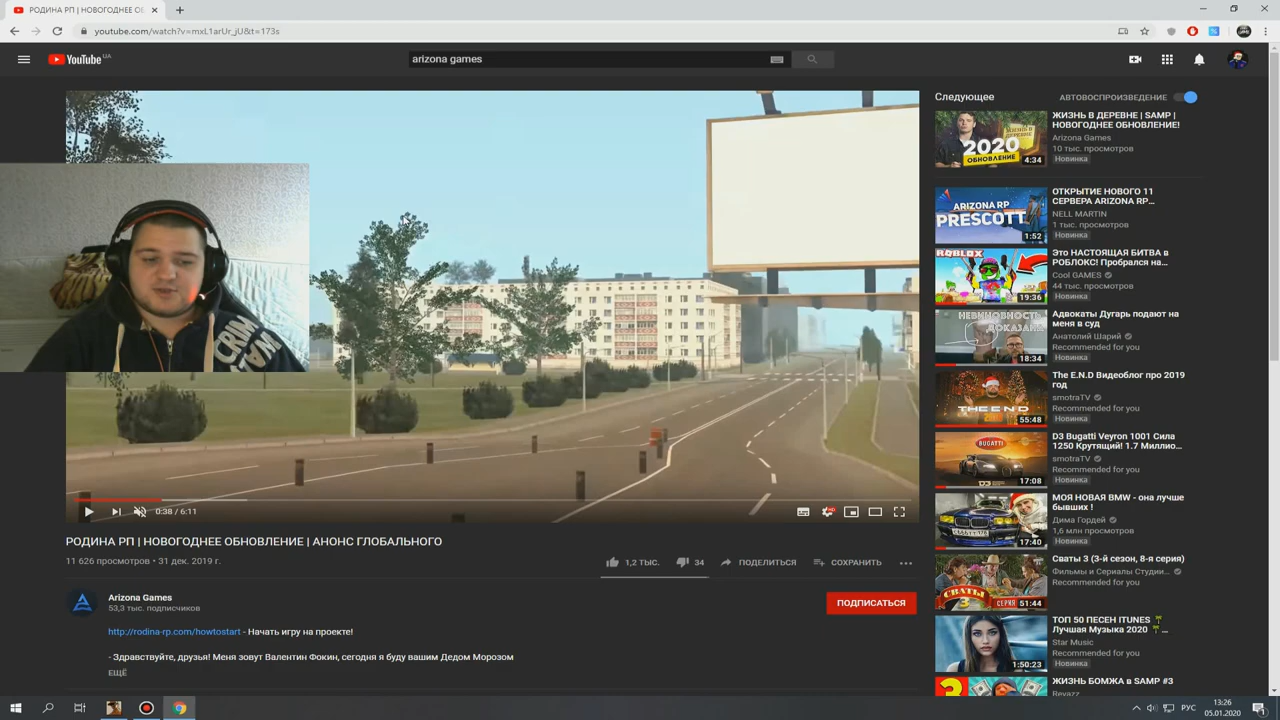 РОДИНА РП | НОВОГОДНЕЕ ОБ
youtube.com/watch?v=mxL1arUr_jU&t=173s
YouTube UA
arizona games
Следующее
АВТОВОСПРОИЗВЕДЕНИЕ
2020
ОБНОВЛЕНИЕ
4:34
ЖИЗНЬ В ДЕРЕВНЕ | SAMP |
НОВОГОДНЕЕ ОБНОВЛЕНИЕ!
Arizona Games
10 тыс. просмотров
Новинка
ARIZONA RP
PRESCOTT
1:52
ОТКРЫТИЕ НОВОГО 11
СЕРВЕРА ARIZONA RP...
NELL MARTIN
1 тыс. просмотров
Новинка
ROBLOX
19:36
Это НАСТОЯЩАЯ БИТВА в
РОБЛОКС! Пробрался на...
Cool GAMES
44 тыс. просмотров
Новинка
НЕВИНОВНОСТЬ
ДОКАЗАНА
18:34
Адвокаты Дугарь подают на
меня в суд
Анатолий Шарий
Recommended for you
Новинка
THE END
55:48
The E.N.D Видеоблог про 2019
год
smotraTV
Recommended for you
Новинка
BUGATTI
D3
17:08
D3 Bugatti Veyron 1001 Сила
1250 Крутящий! 1.7 Миллио...
smotraTV
Recommended for you
Новинка
17:40
МОЯ НОВАЯ BMW - она лучше
бывших !
Дима Гордей
1,6 млн просмотров
Новинка
СВАТЫ
3 СЕРИЯ
51:44
Сваты 3 (3-й сезон, 8-я серия)
Фильмы и Сериалы Студии...
Recommended for you
1:50:23
ТОП 50 ПЕСЕН ITUNES
Лучшая Музыка 2020
Star Music
Recommended for you
Новинка
3
ЖИЗНЬ БОМЖА в SAMP #3
Revazz
0:38 / 6:11
РОДИНА РП | НОВОГОДНЕЕ ОБНОВЛЕНИЕ | АНОНС ГЛОБАЛЬНОГО
11 626 просмотров • 31 дек. 2019 г.
1,2 ТЫС.
34
ПОДЕЛИТЬСЯ
СОХРАНИТЬ
Arizona Games
53,3 тыс. подписчиков
ПОДПИСАТЬСЯ
http://rodina-rp.com/howtostart - Начать игру на проекте!
- Здравствуйте, друзья! Меня зовут Валентин Фокин, сегодня я буду вашим Дедом Морозом
ЕЩЁ
РУС
13:26
05.01.2020